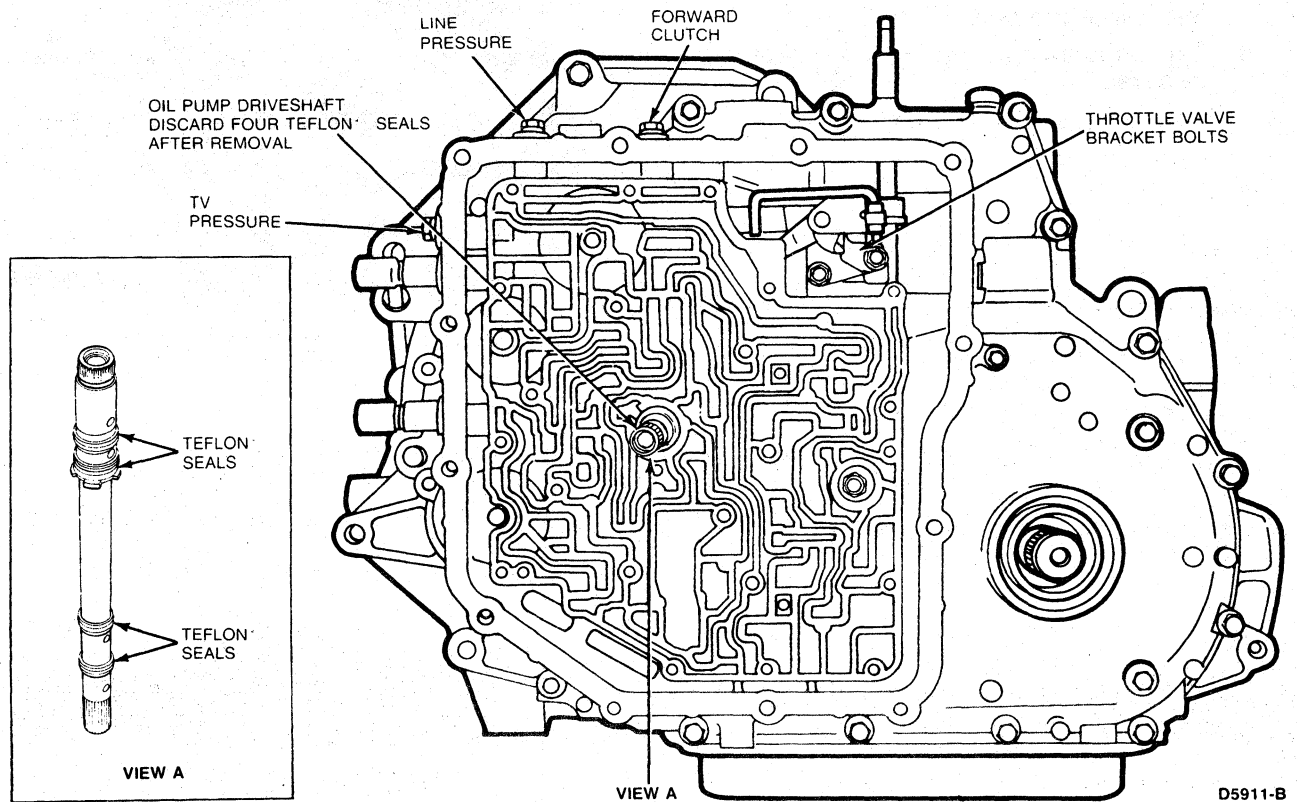 LINE
PRESSURE
FORWARD
CLUTCH
OIL PUMP DRIVESHAFT
DISCARD FOUR TEFLON SEALS
AFTER REMOVAL
THROTTLE VALVE
BRACKET BOLTS
TV
PRESSURE
TEFLON
SEALS
TEFLON
SEALS
VIEW A
VIEW A
D5911-B